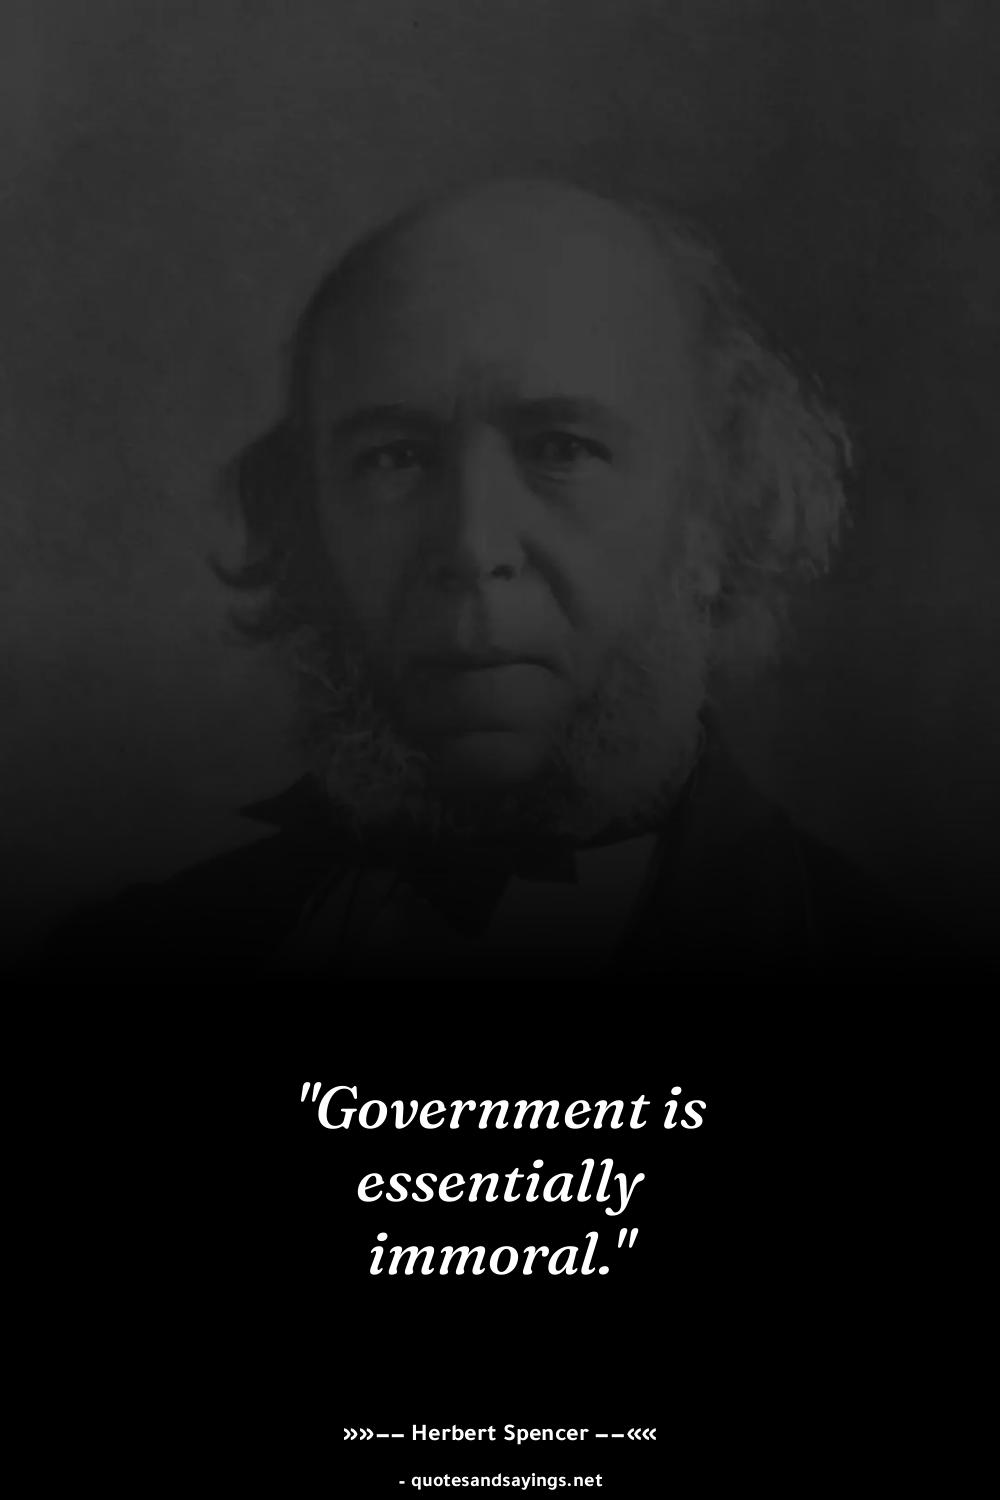 "Government is
essentially
immoral."
»»−− Herbert Spencer −−««
- quotesandsayings.net